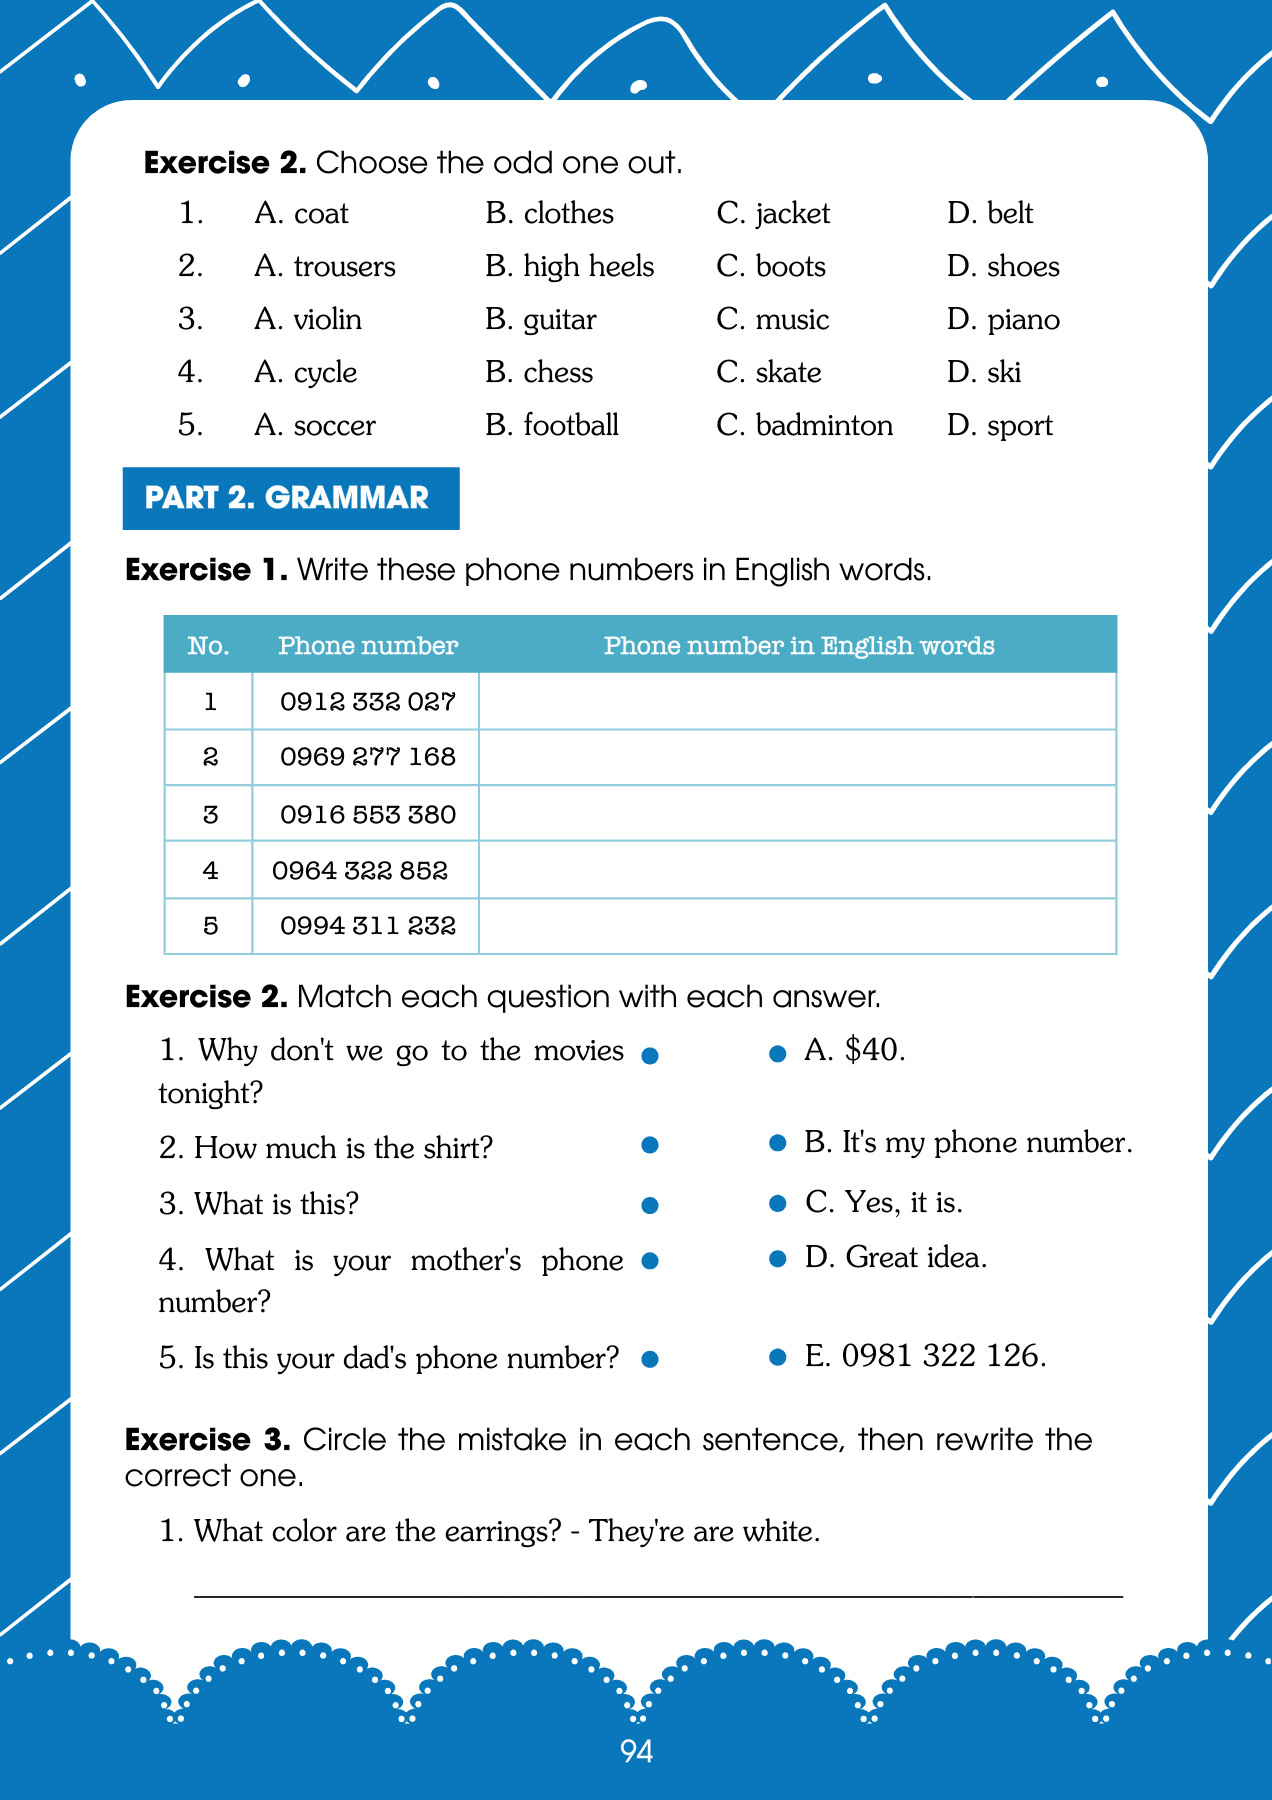 Exercise 2. Choose the odd one out.
1. A. coat B. clothes C. jacket D. belt
2. A. trousers B. high heels C. boots D. shoes
3. A. violin B. guitar C. music D. piano
4. A. cycle B. chess C. skate D. ski
5. A. soccer B. football C. badminton D. sport
PART 2. GRAMMAR
Exercise 1. Write these phone numbers in English words.
No. Phone number Phone number in English words
1 0912 332 027
2 0969 277 168
3 0916 553 380
4 0964 322 852
5 0994 311 232
Exercise 2. Match each question with each answer.
1. Why don't we go to the movies A. $40.
tonight?
2. How much is the shirt? B. It's my phone number.
3. What is this? C. Yes, it is.
4. What is your mother's phone D. Great idea.
number?
5. Is this your dad's phone number? E. 0981 322 126.
Exercise 3. Circle the mistake in each sentence, then rewrite the
correct one.
1. What color are the earrings? - They're are white.
94